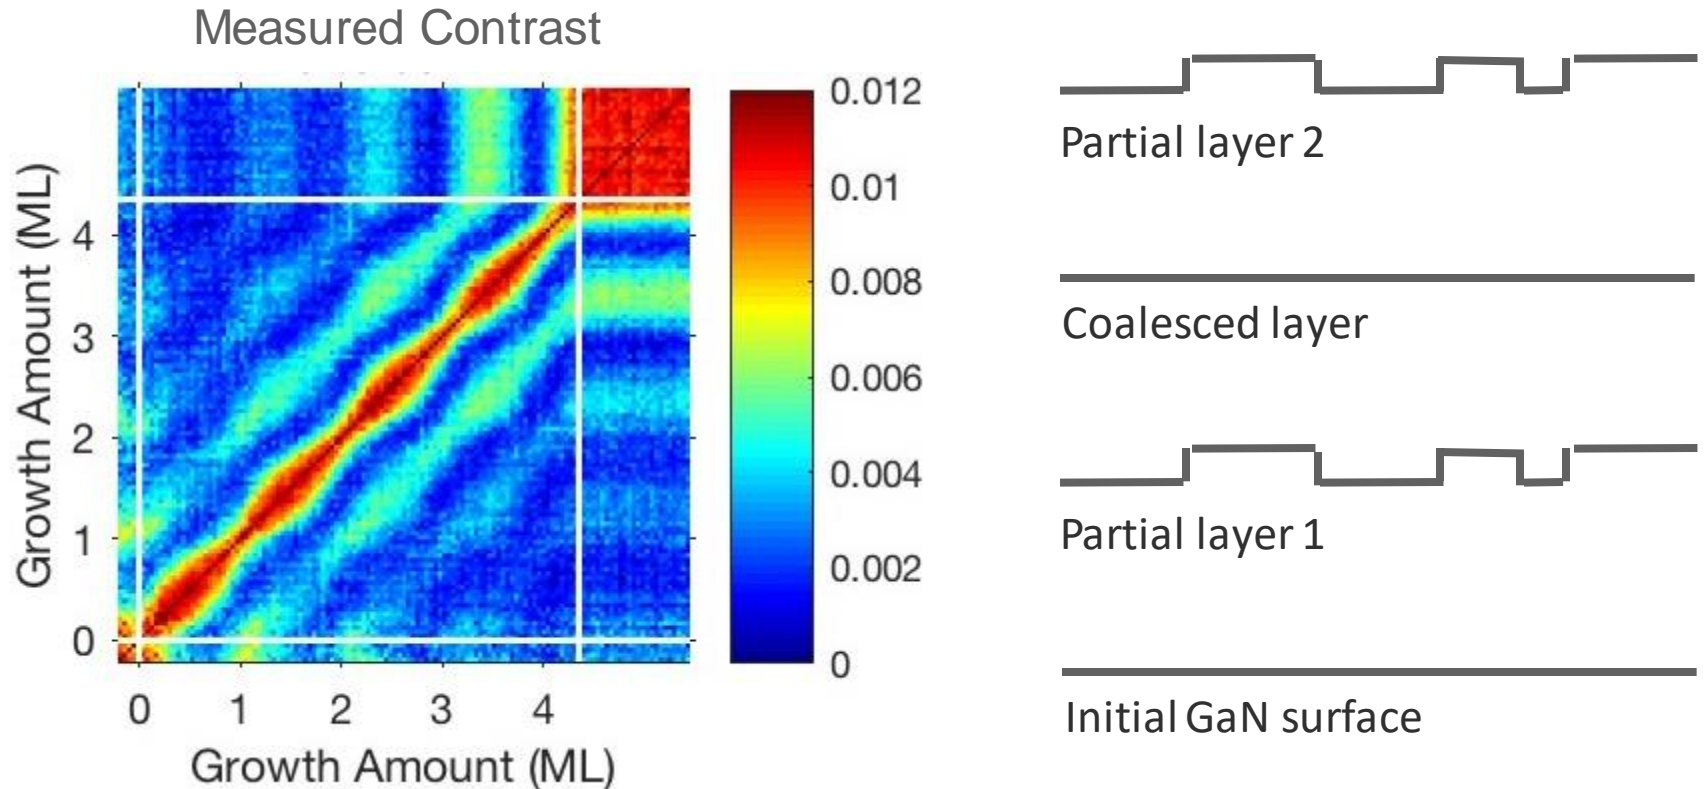 Measured Contrast
Growth Amount (ML)
4
3
2
1
0
0 1 2 3 4
Growth Amount (ML)
0.012
0.01
0.008
0.006
0.004
0.002
0
Partial layer 2
Coalesced layer
Partial layer 1
Initial GaN surface